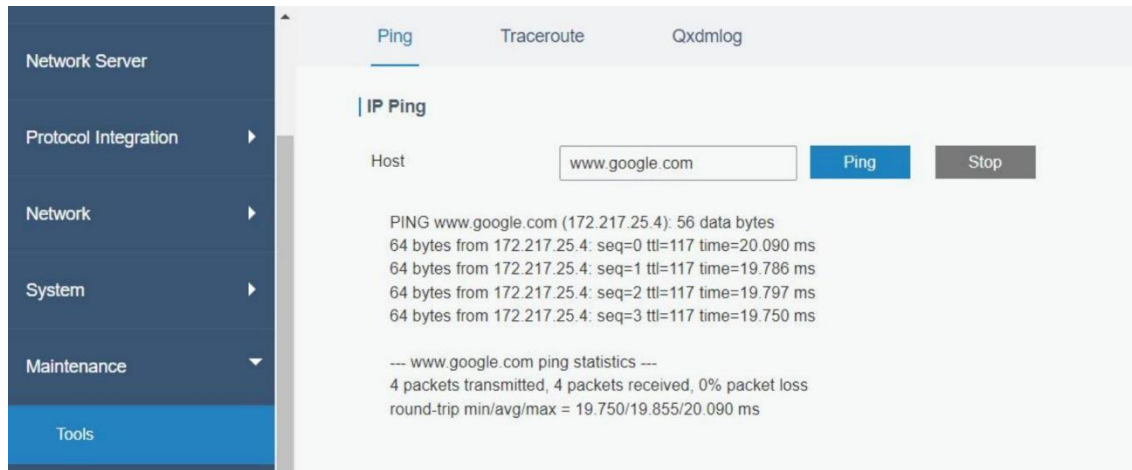 Network Server
Protocol Integration
Network
System
Maintenance
Tools
Ping Traceroute Qxdmlog
IP Ping
Host www.google.com Ping Stop
PING www.google.com (172.217.25.4): 56 data bytes
64 bytes from 172.217.25.4: seq=0 ttl=117 time=20.090 ms
64 bytes from 172.217.25.4: seq=1 ttl=117 time=19.786 ms
64 bytes from 172.217.25.4: seq=2 ttl=117 time=19.797 ms
64 bytes from 172.217.25.4: seq=3 ttl=117 time=19.750 ms
--- www.google.com ping statistics ---
4 packets transmitted, 4 packets received, 0% packet loss
round-trip min/avg/max = 19.750/19.855/20.090 ms